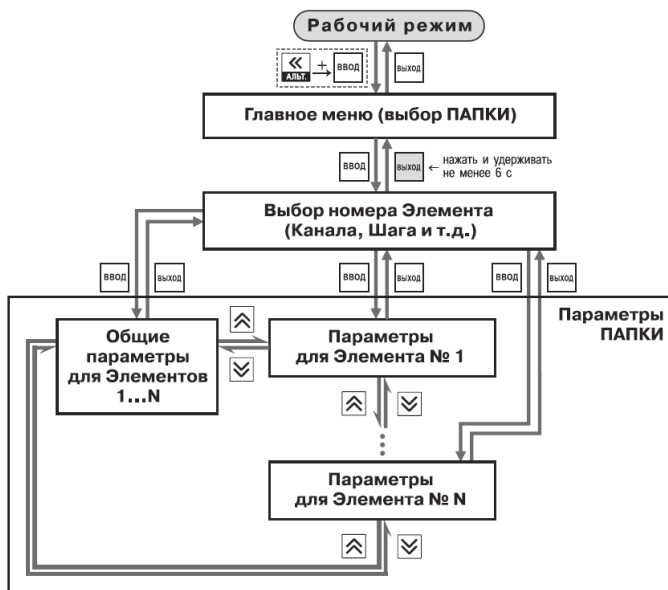 Рабочий режим
АЛЬТ.
+
ВВОД
ВЫХОД
Главное меню (выбор ПАПКИ)
ВВОД
ВЫХОД
← нажать и удерживать
не менее 6 с
Выбор номера Элемента
(Канала, Шага и т.д.)
ВВОД
ВЫХОД
ВВОД
ВЫХОД
ВВОД
ВЫХОД
Параметры
ПАПКИ
Общие
параметры
для Элементов
1...N
Параметры
для Элемента № 1
Параметры
для Элемента № N